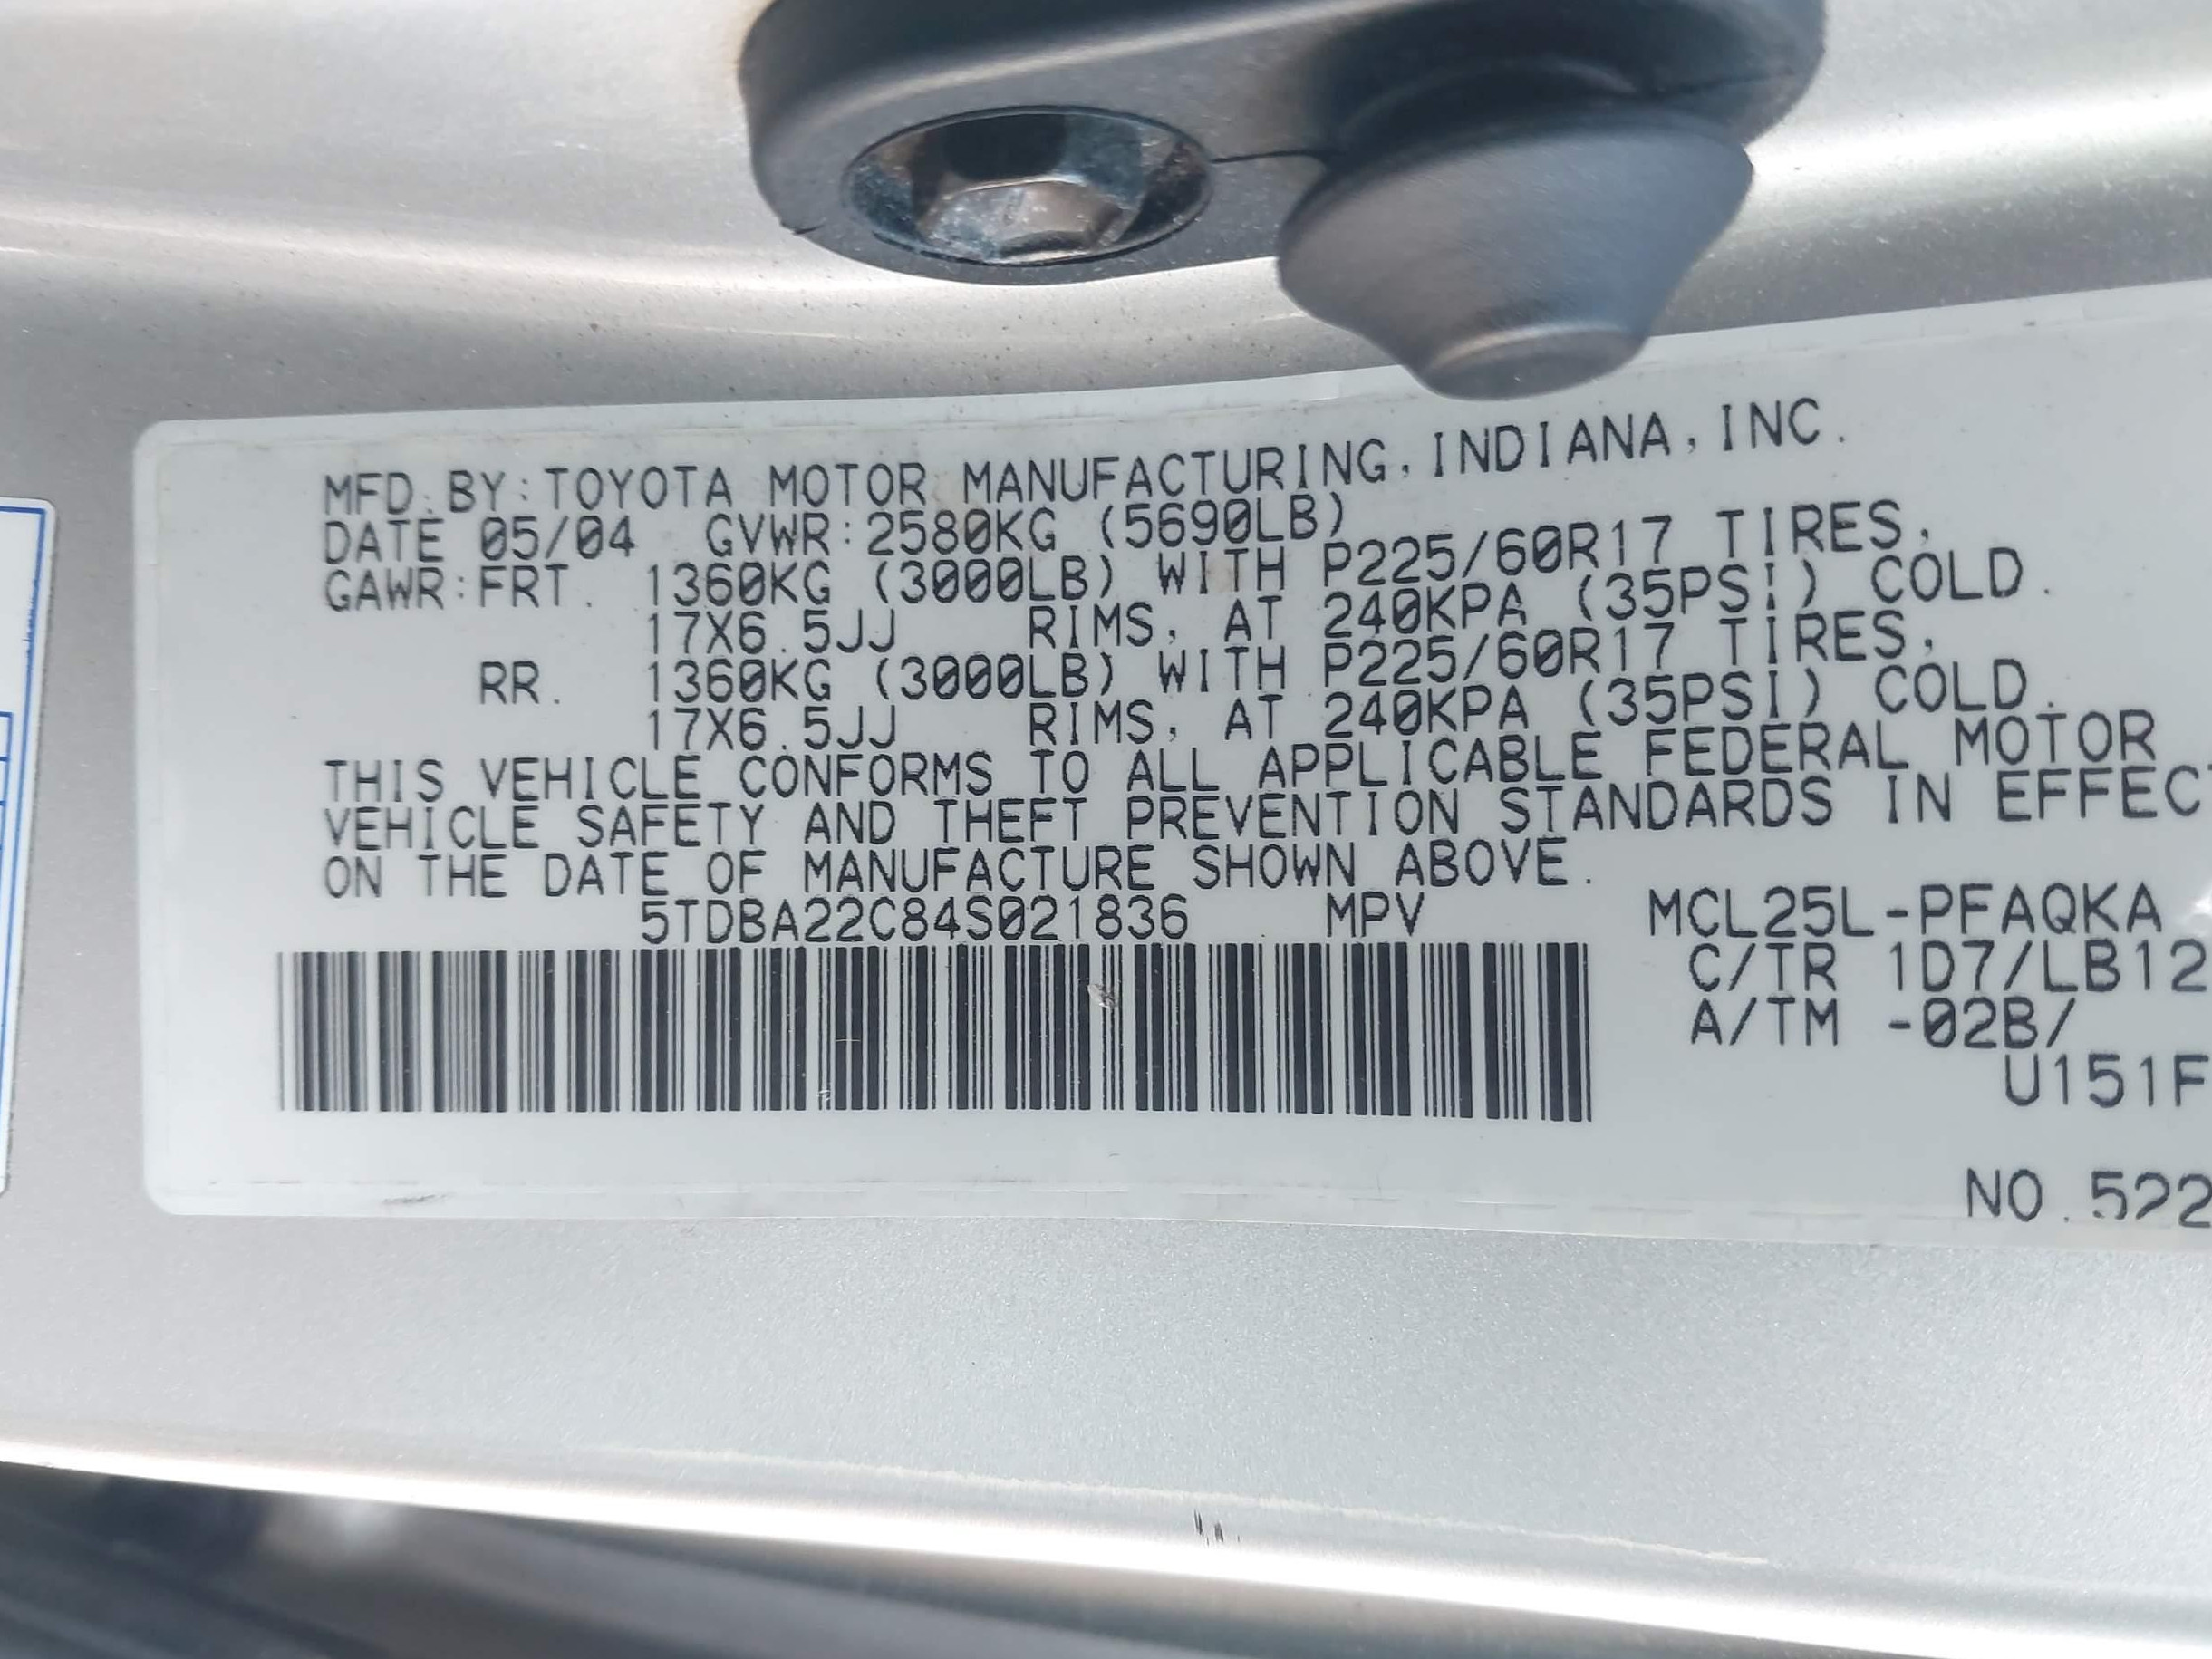 MFD.BY:TOYOTA MOTOR MANUFACTURING,INDIANA,INC.
DATE 05/04 GVWR:2580KG (5690LB)
GAWR:FRT. 1360KG (3000LB) WITH P225/60R17 TIRES,
17X6.5JJ RIMS, AT 240KPA (35PSI) COLD.
RR. 1360KG (3000LB) WITH P225/60R17 TIRES,
17X6.5JJ RIMS, AT 240KPA (35PSI) COLD.
THIS VEHICLE CONFORMS TO ALL APPLICABLE FEDERAL MOTOR
VEHICLE SAFETY AND THEFT PREVENTION STANDARDS IN EFFEC
ON THE DATE OF MANUFACTURE SHOWN ABOVE.
5TDBA22C84S021836 MPV MCL25L-PFAQKA
C/TR 1D7/LB12
A/TM -02B/
U151F
NO.522